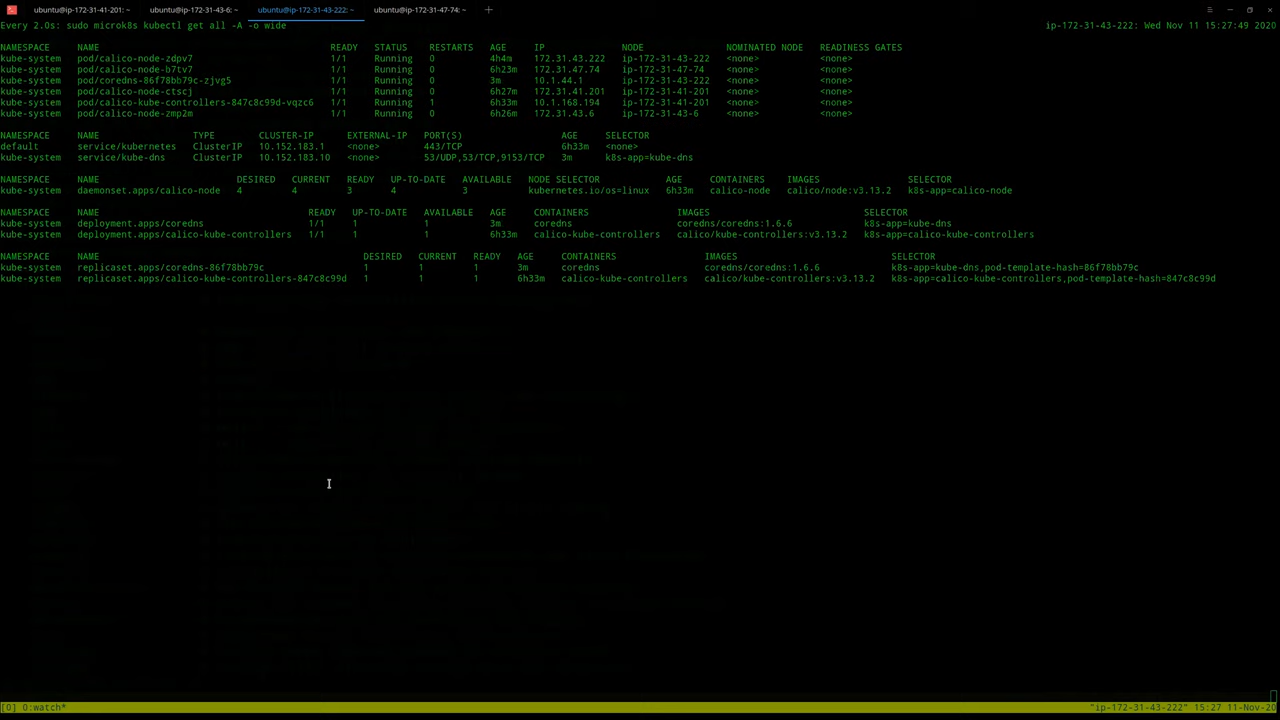 ubuntu@ip-172-31-41-201: ~ ubuntu@ip-172-31-43-6: ~ ubuntu@ip-172-31-43-222: ~ ubuntu@ip-172-31-47-74: ~
Every 2.0s: sudo microk8s kubectl get all -A -o wide ip-172-31-43-222: Wed Nov 11 15:27:49 2020
NAMESPACE NAME READY STATUS RESTARTS AGE IP NODE NOMINATED NODE READINESS GATES
kube-system pod/calico-node-zdpv7 1/1 Running 0 4h4m 172.31.43.222 ip-172-31-43-222 <none> <none>
kube-system pod/calico-node-b7tv7 1/1 Running 0 6h23m 172.31.47.74 ip-172-31-47-74 <none> <none>
kube-system pod/coredns-86f78bb79c-zjvg5 1/1 Running 0 3m 10.1.44.1 ip-172-31-43-222 <none> <none>
kube-system pod/calico-node-ctscj 1/1 Running 0 6h27m 172.31.41.201 ip-172-31-41-201 <none> <none>
kube-system pod/calico-kube-controllers-847c8c99d-vqzc6 1/1 Running 1 6h33m 10.1.168.194 ip-172-31-41-201 <none> <none>
kube-system pod/calico-node-zmp2m 1/1 Running 0 6h26m 172.31.43.6 ip-172-31-43-6 <none> <none>
NAMESPACE NAME TYPE CLUSTER-IP EXTERNAL-IP PORT(S) AGE SELECTOR
default service/kubernetes ClusterIP 10.152.183.1 <none> 443/TCP 6h33m <none>
kube-system service/kube-dns ClusterIP 10.152.183.10 <none> 53/UDP,53/TCP,9153/TCP 3m k8s-app=kube-dns
NAMESPACE NAME DESIRED CURRENT READY UP-TO-DATE AVAILABLE NODE SELECTOR AGE CONTAINERS IMAGES SELECTOR
kube-system daemonset.apps/calico-node 4 4 3 4 3 kubernetes.io/os=linux 6h33m calico-node calico/node:v3.13.2 k8s-app=calico-node
NAMESPACE NAME READY UP-TO-DATE AVAILABLE AGE CONTAINERS IMAGES SELECTOR
kube-system deployment.apps/coredns 1/1 1 1 3m coredns coredns/coredns:1.6.6 k8s-app=kube-dns
kube-system deployment.apps/calico-kube-controllers 1/1 1 1 6h33m calico-kube-controllers calico/kube-controllers:v3.13.2 k8s-app=calico-kube-controllers
NAMESPACE NAME DESIRED CURRENT READY AGE CONTAINERS IMAGES SELECTOR
kube-system replicaset.apps/coredns-86f78bb79c 1 1 1 3m coredns coredns/coredns:1.6.6 k8s-app=kube-dns,pod-template-hash=86f78bb79c
kube-system replicaset.apps/calico-kube-controllers-847c8c99d 1 1 1 6h33m calico-kube-controllers calico/kube-controllers:v3.13.2 k8s-app=calico-kube-controllers,pod-template-hash=847c8c99d
[0] 0:watch* "ip-172-31-43-222" 15:27 11-Nov-20